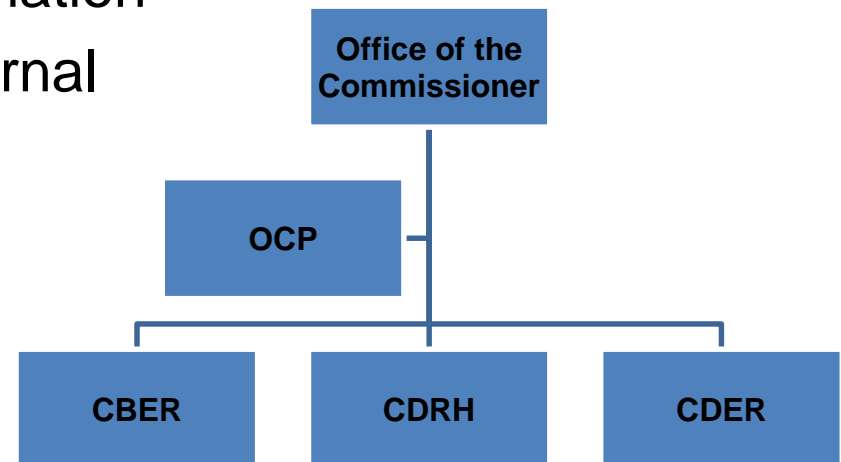 rnal
Office of the
Commissioner
OCP
CBER
CDRH
CDER